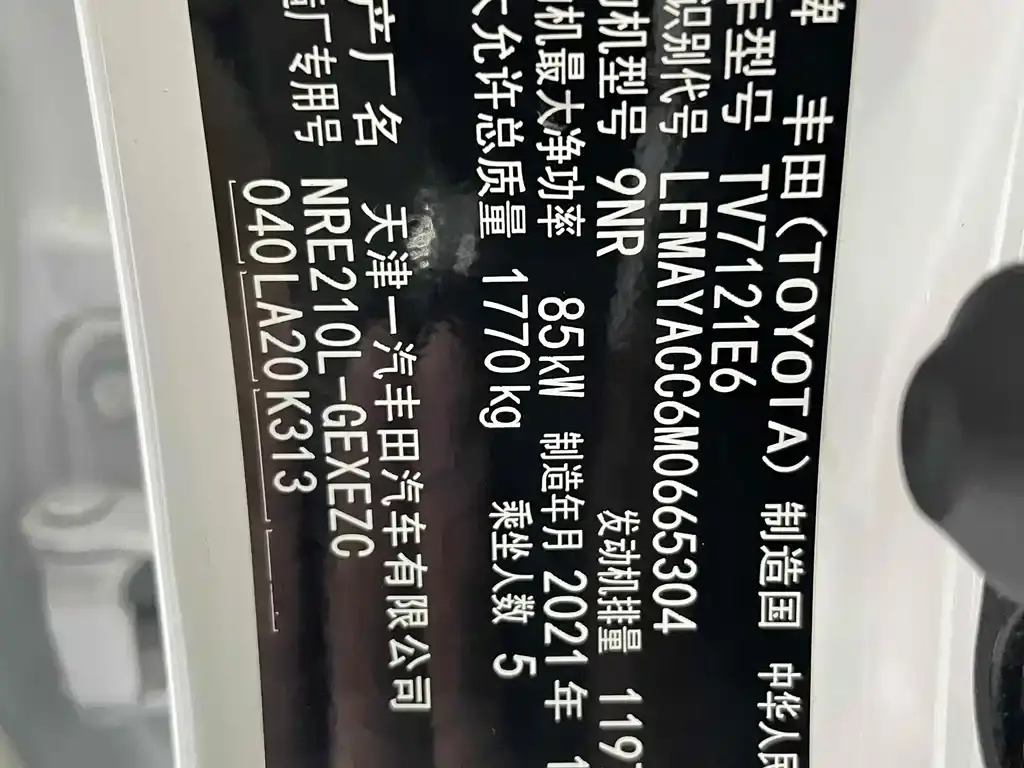 牌 丰田(TOYOTA) 制造国 中华人民
车型号 TV7121E6
识别代号 LFMAYACC6M0665304
机型号 9NR 发动机排量 119
机最大净功率 85kW 制造年月 2021年 1
大允许总质量 1770kg 乘坐人数 5
产厂名 天津一汽丰田汽车有限公司
造厂专用号 NRE210L-GEXEZC
040LA20K313